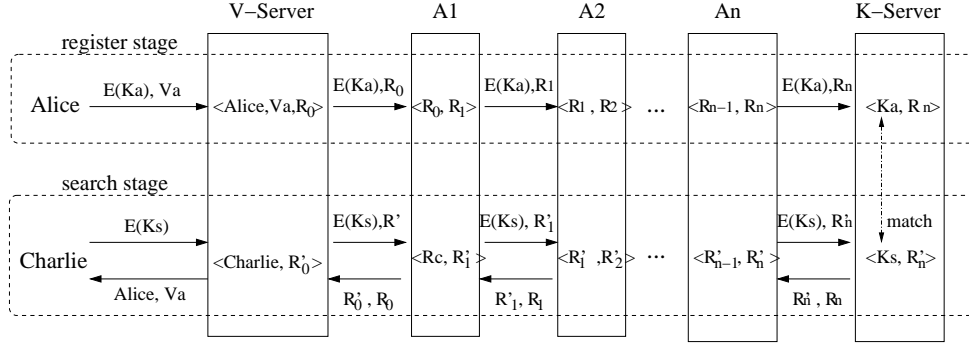 V–Server A1 A2 An K–Server
register stage
E(Ka), Va E(Ka),R0 E(Ka),R1 E(Ka),Rn
Alice <Alice,Va,R0> <R0, R1> <R1 , R2> ... <Rn−1, Rn> <Ka, Rn>
search stage
E(Ks) E(Ks),R' E(Ks), R'1 E(Ks), R'n match
Charlie <Charlie, R'0> <Rc, R'1> <R'1 ,R'2> ... <R'n−1, R'n> <Ks, R'n>
Alice, Va R'0 , R0 R'1, R1 R'n , Rn